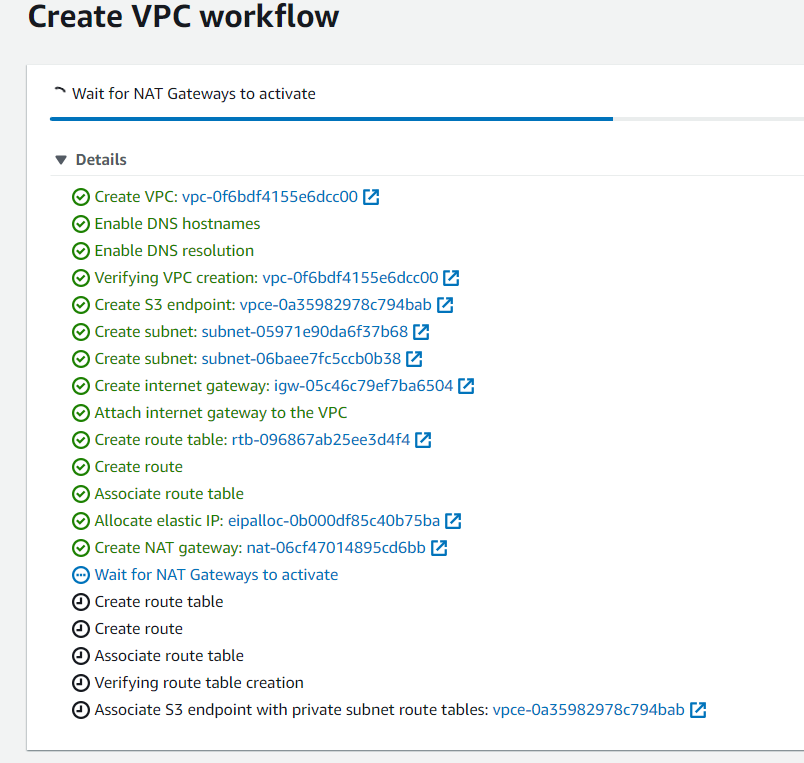 Create VPC workflow
Wait for NAT Gateways to activate
Details
Create VPC: vpc-0f6bdf4155e6dcc00
Enable DNS hostnames
Enable DNS resolution
Verifying VPC creation: vpc-0f6bdf4155e6dcc00
Create S3 endpoint: vpce-0a35982978c794bab
Create subnet: subnet-05971e90da6f37b68
Create subnet: subnet-06baee7fc5ccb0b38
Create internet gateway: igw-05c46c79ef7ba6504
Attach internet gateway to the VPC
Create route table: rtb-096867ab25ee3d4f4
Create route
Associate route table
Allocate elastic IP: eipalloc-0b000df85c40b75ba
Create NAT gateway: nat-06cf47014895cd6bb
Wait for NAT Gateways to activate
Create route table
Create route
Associate route table
Verifying route table creation
Associate S3 endpoint with private subnet route tables: vpce-0a35982978c794bab